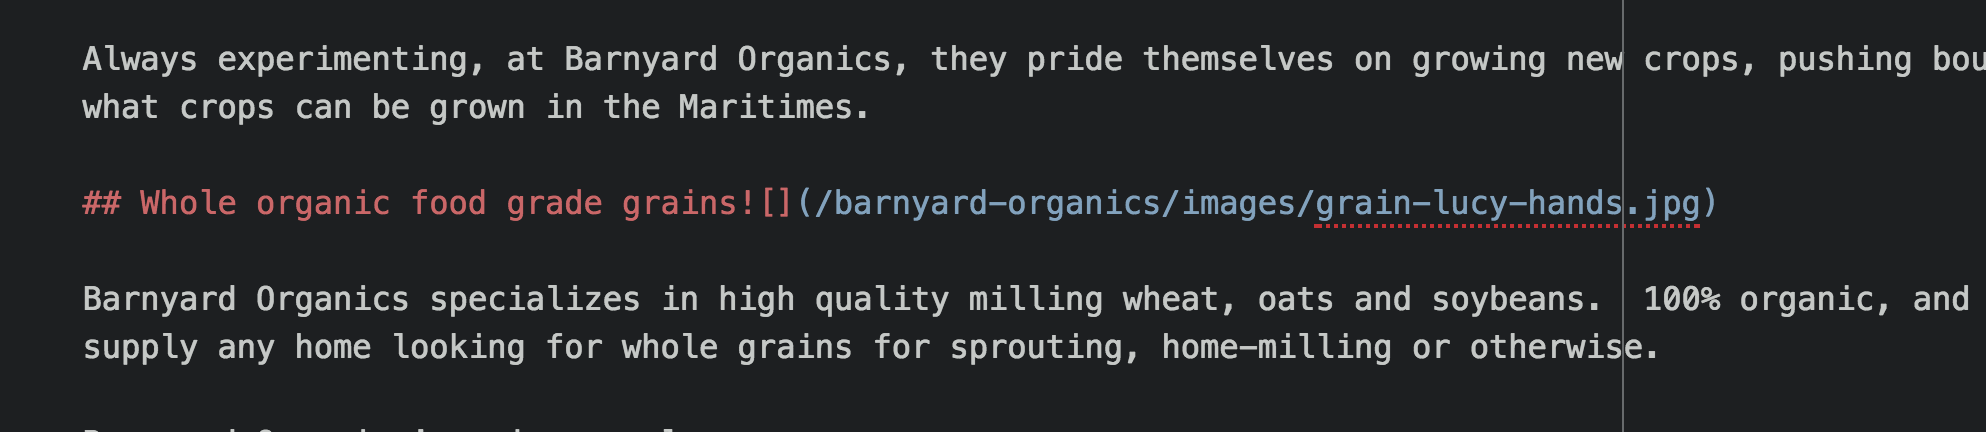 Always experimenting, at Barnyard Organics, they pride themselves on growing new crops, pushing
what crops can be grown in the Maritimes.
## Whole organic food grade grains![](/barnyard-organics/images/grain-lucy-hands.jpg)
Barnyard Organics specializes in high quality milling wheat, oats and soybeans.  100% organic, and
supply any home looking for whole grains for sprouting, home-milling or otherwise.